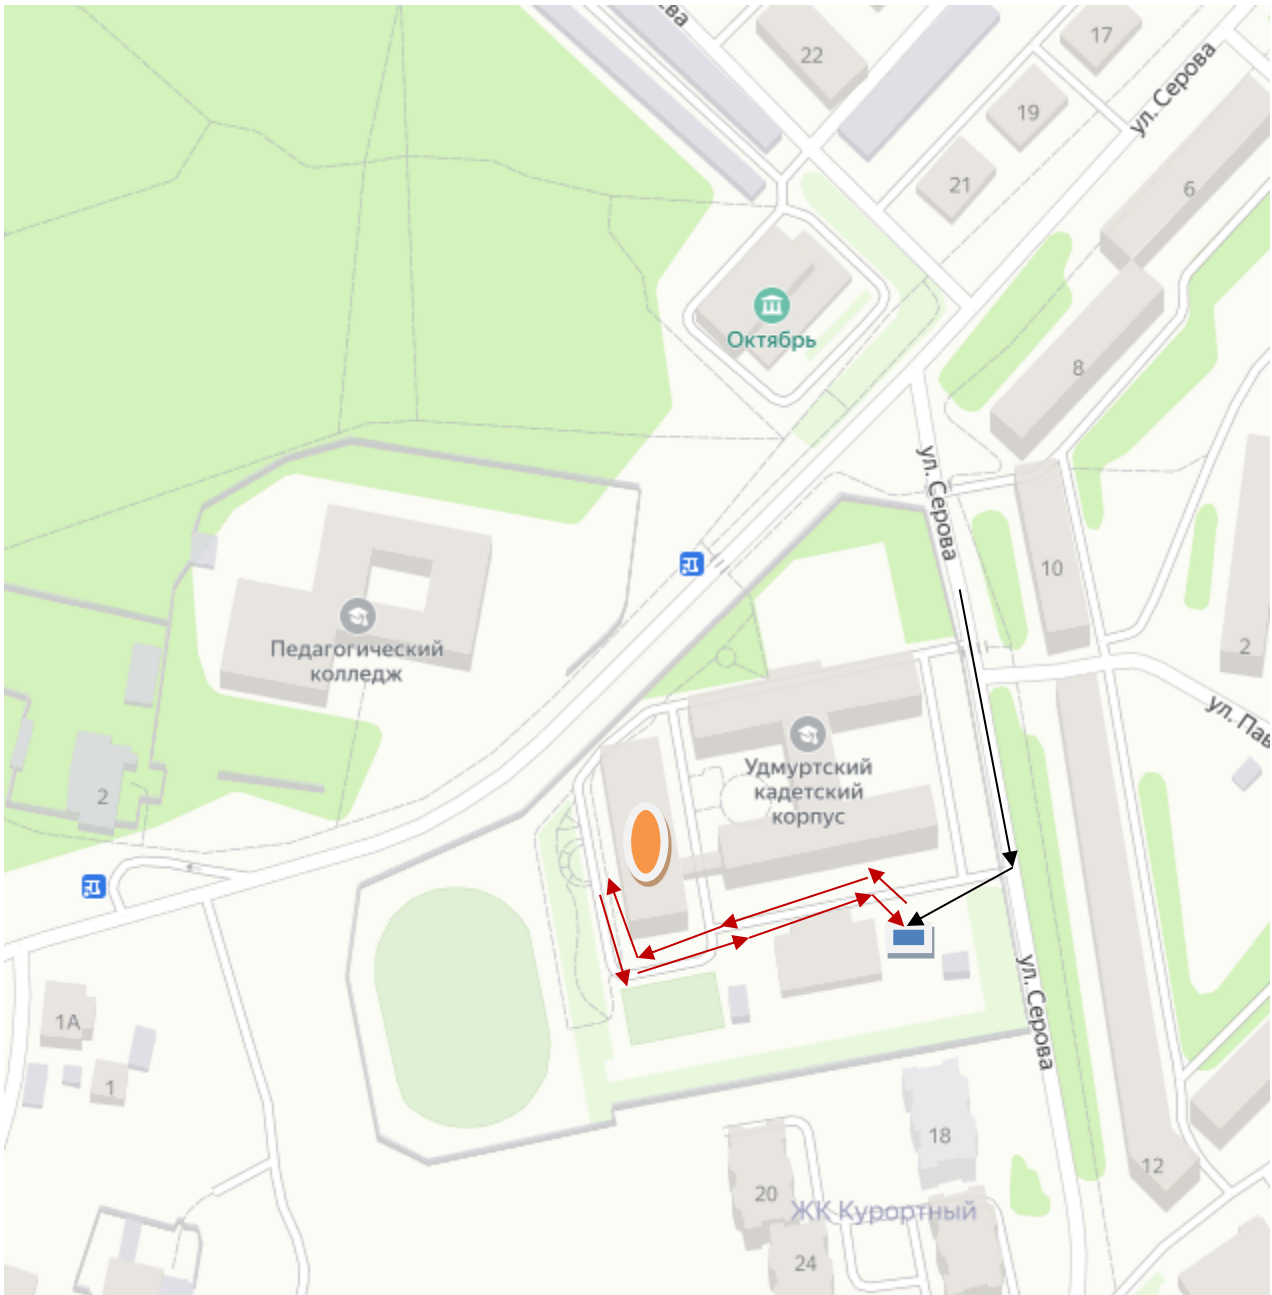 ва
22
17
ул. Серова
19
21
6
Октябрь
8
ул. Серова
10
Педагогический
колледж
2
ул. Пав
Удмуртский
кадетский
корпус
2
ул. Серова
1А
1
18
12
20
ЖК Курортный
24